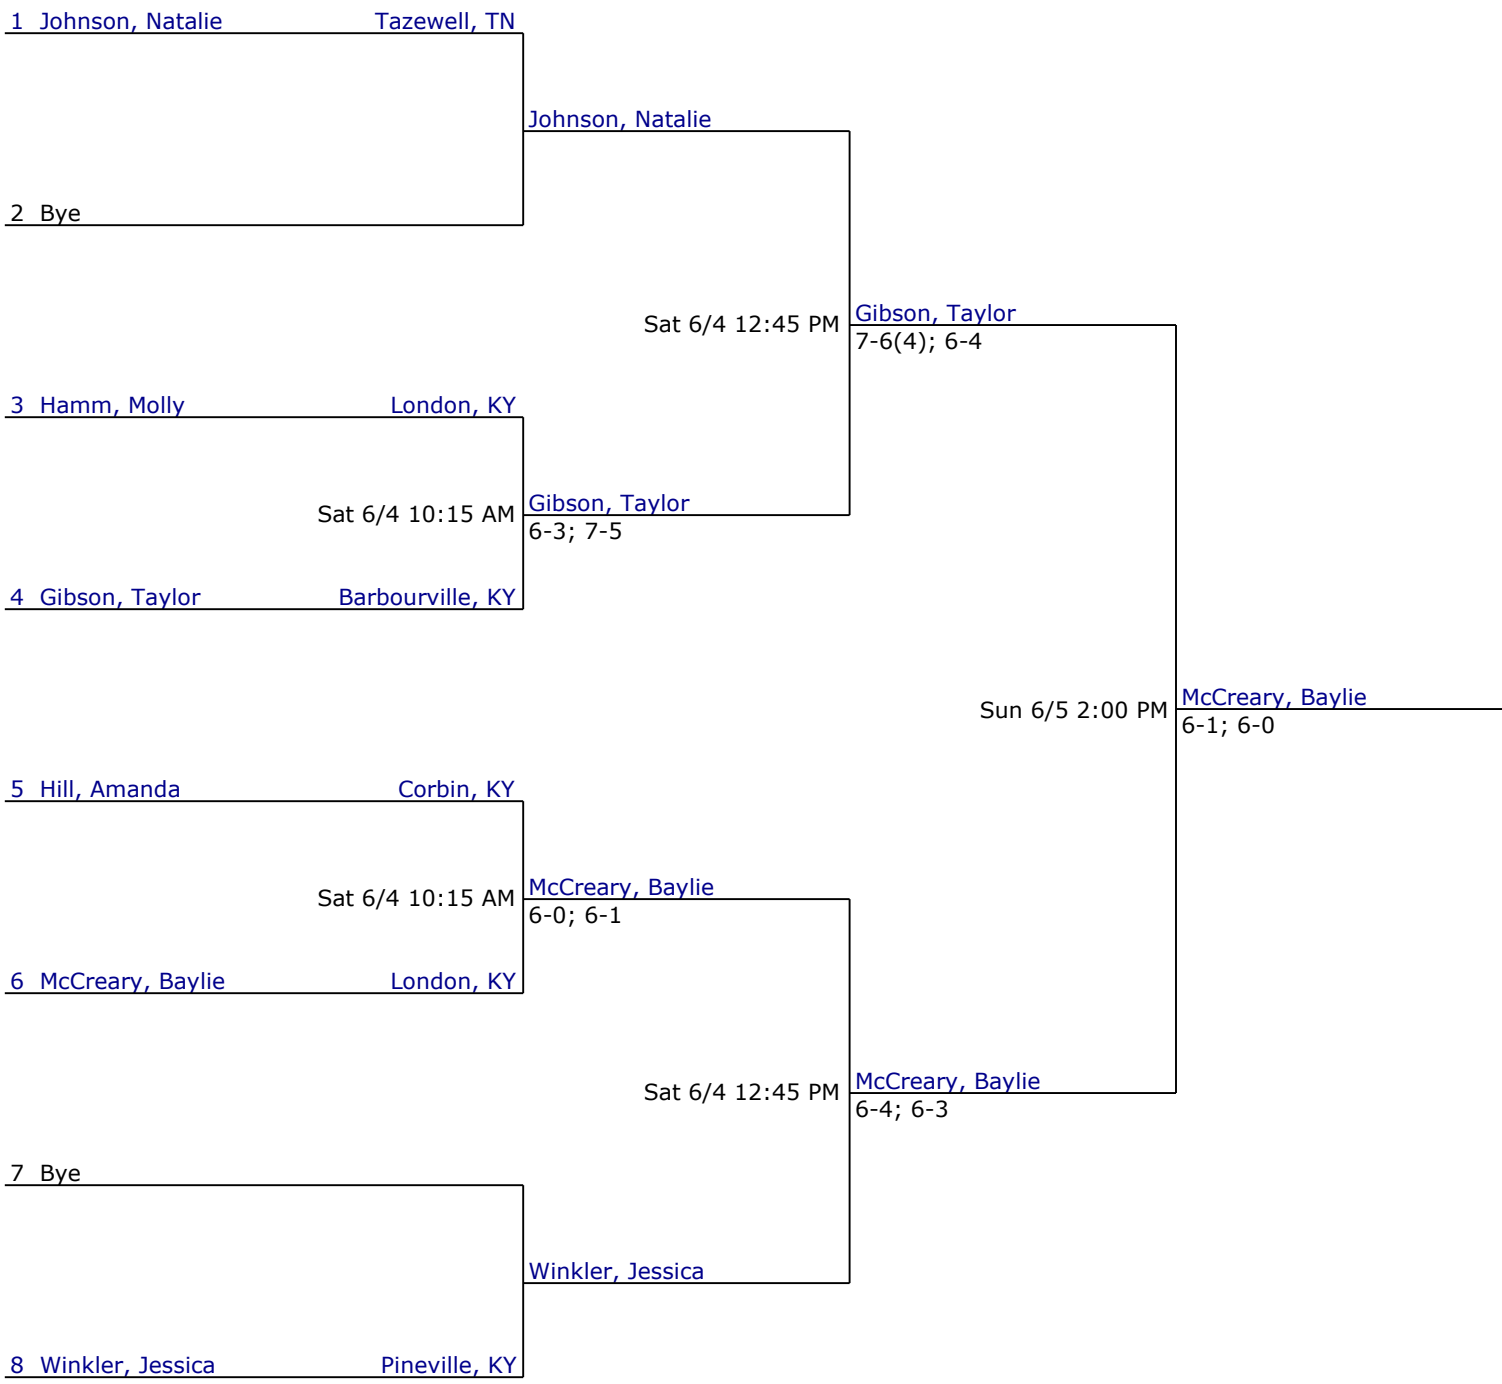 1 Johnson, Natalie Tazewell, TN
Johnson, Natalie
2 Bye
Gibson, Taylor
Sat 6/4 12:45 PM
7-6(4); 6-4
3 Hamm, Molly London, KY
Gibson, Taylor
Sat 6/4 10:15 AM
6-3; 7-5
4 Gibson, Taylor Barbourville, KY
McCreary, Baylie
Sun 6/5 2:00 PM
6-1; 6-0
5 Hill, Amanda Corbin, KY
McCreary, Baylie
Sat 6/4 10:15 AM
6-0; 6-1
6 McCreary, Baylie London, KY
McCreary, Baylie
Sat 6/4 12:45 PM
6-4; 6-3
7 Bye
Winkler, Jessica
8 Winkler, Jessica Pineville, KY